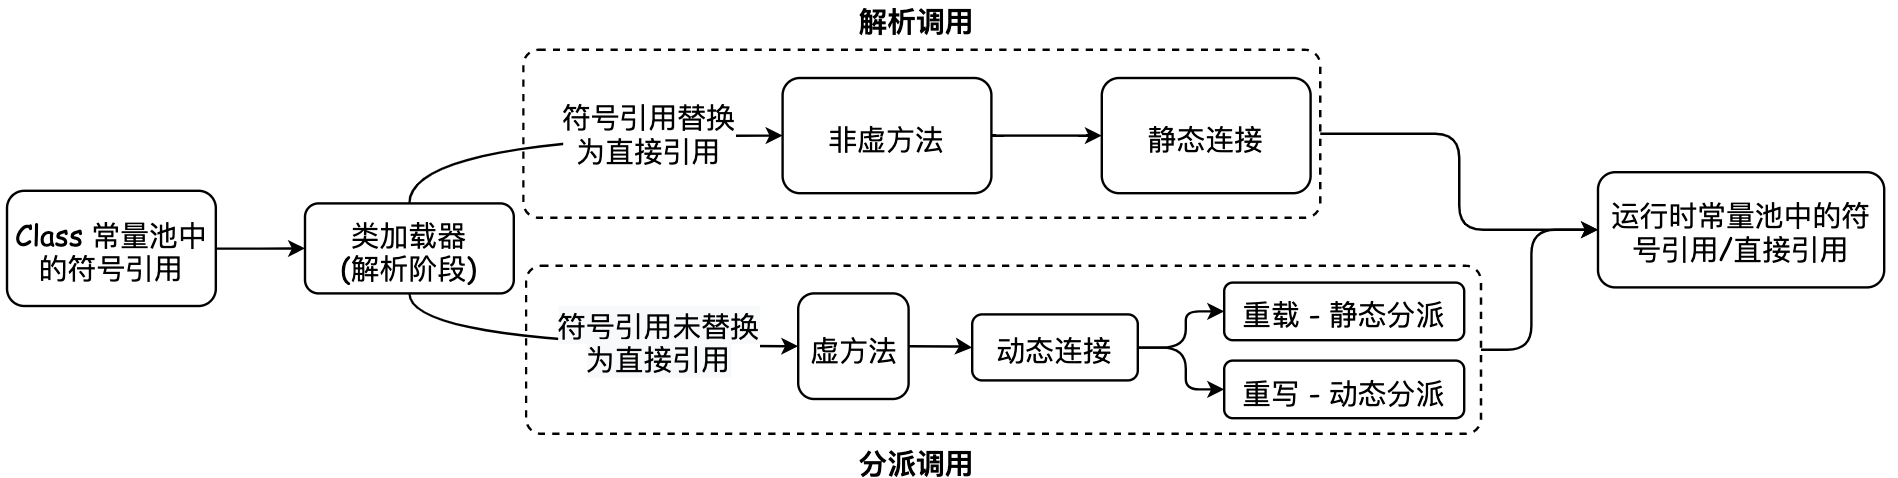 解析调用
Class 常量池中
的符号引用
类加载器
(解析阶段)
符号引用替换
为直接引用
非虚方法
静态连接
符号引用未替换
为直接引用
虚方法
动态连接
重载 - 静态分派
重写 - 动态分派
运行时常量池中的符
号引用/直接引用
分派调用